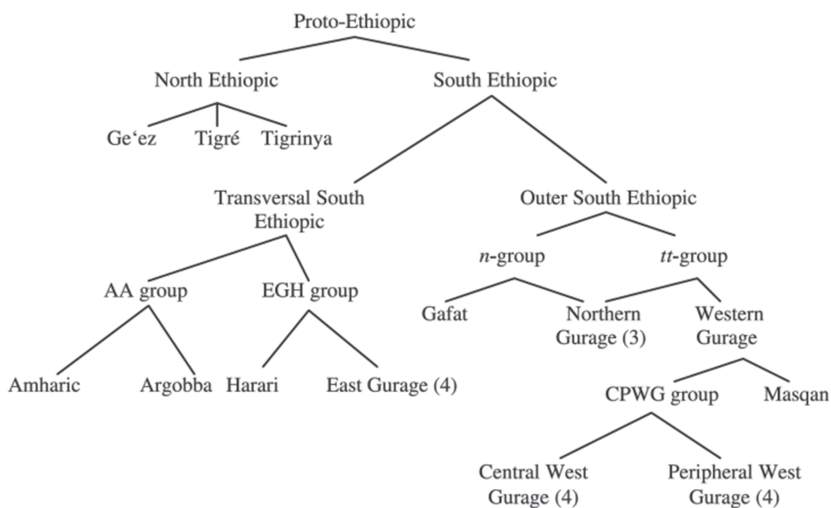 Proto-Ethiopic
North Ethiopic
South Ethiopic
Ge‘ez
Tigré
Tigrinya
Transversal South
Ethiopic
Outer South Ethiopic
n-group
tt-group
AA group
EGH group
Gafat
Northern
Gurage (3)
Western
Gurage
Amharic
Argobba
Harari
East Gurage (4)
CPWG group
Masqan
Central West
Gurage (4)
Peripheral West
Gurage (4)